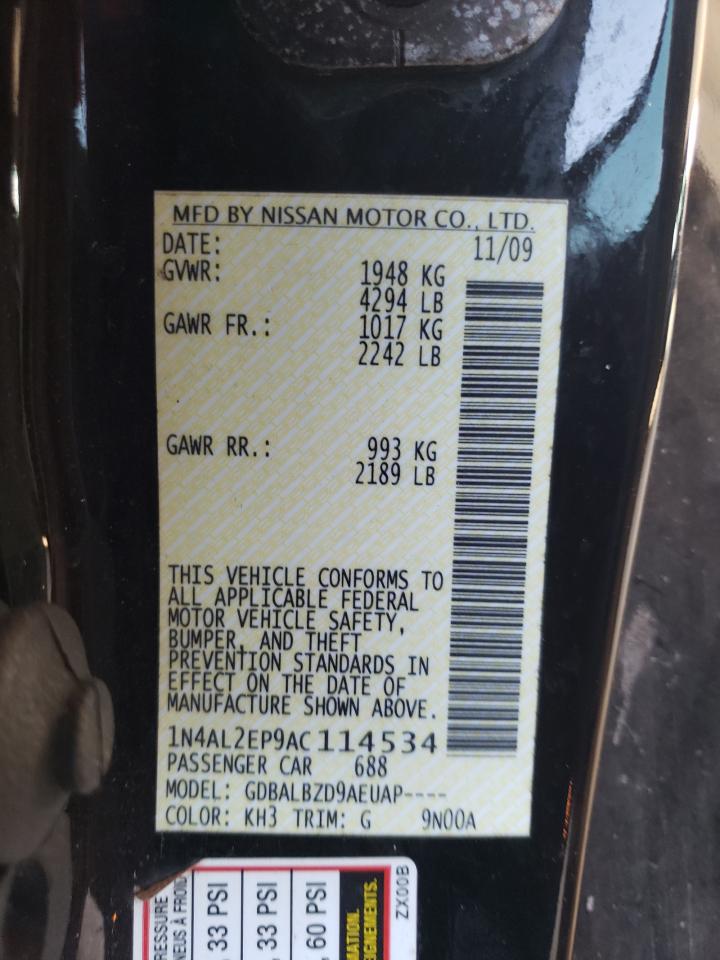 MFD BY NISSAN MOTOR CO., LTD.
DATE: 11/09
GVWR: 1948 KG
4294 LB
GAWR FR.: 1017 KG
2242 LB
GAWR RR.: 993 KG
2189 LB
THIS VEHICLE CONFORMS TO
ALL APPLICABLE FEDERAL
MOTOR VEHICLE SAFETY,
BUMPER, AND THEFT
PREVENTION STANDARDS IN
EFFECT ON THE DATE OF
MANUFACTURE SHOWN ABOVE.
1N4AL2EP9AC114534
PASSENGER CAR 688
MODEL: GDBALBZD9AEUAP----
COLOR: KH3 TRIM: G 9N00A
33 PSI
33 PSI
60 PSI
ZX00B